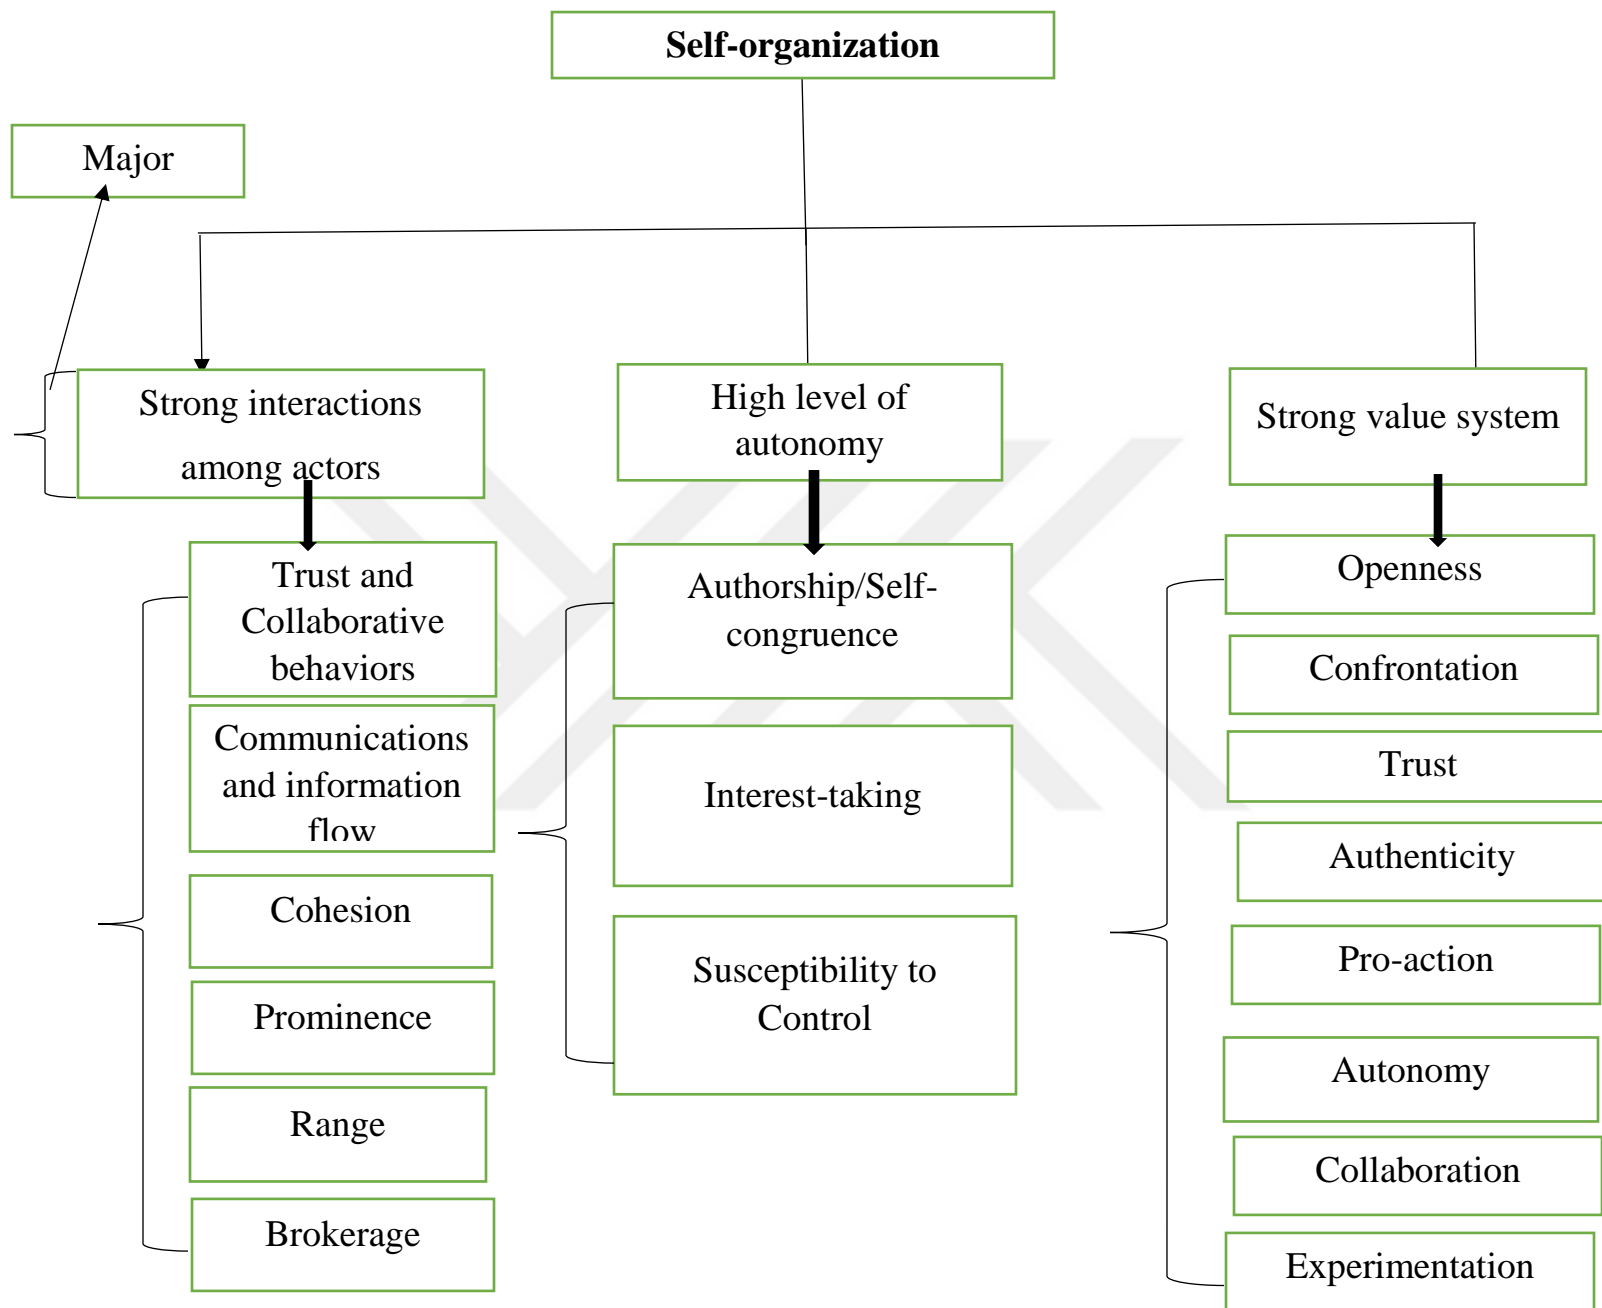 Self-organization
Major
Strong interactions
among actors
High level of
autonomy
Strong value system
Trust and
Collaborative
behaviors
Communications
and information
flow
Cohesion
Prominence
Range
Brokerage
Authorship/Self-
congruence
Interest-taking
Susceptibility to
Control
Openness
Confrontation
Trust
Authenticity
Pro-action
Autonomy
Collaboration
Experimentation